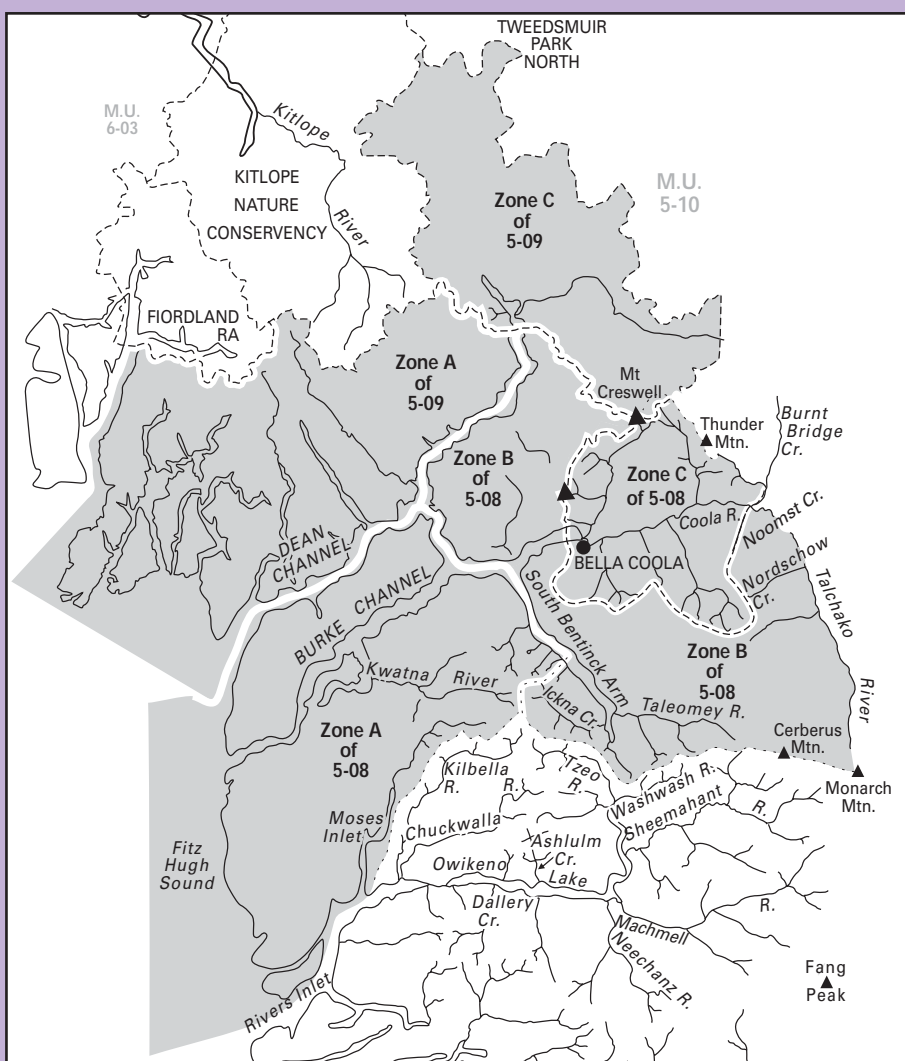 TWEEDSMUIR
PARK
NORTH
M.U.
6-03
Kitlope
River
KITLOPE
NATURE
CONSERVENCY
Zone C
of
5-09
M.U.
5-10
FIORDLAND
RA
Zone A
of
5-09
Mt
Creswell
Thunder
Mtn.
Burnt
Bridge
Cr.
Zone B
of
5-08
Zone C
of 5-08
Coola R.
Noomst Cr.
BELLA COOLA
Nordschow
Cr.
Talchako
River
DEAN
CHANNEL
BURKE CHANNEL
South Bentinck Arm
Kwatna River
Ickna Cr.
Zone B
of
5-08
Taleomey R.
Cerberus
Mtn.
Monarch
Mtn.
Zone A
of
5-08
Kilbella
R.
R.
Tzeo
R.
Washwash R.
Sheemahant
R.
Moses
Inlet
Chuckwalla
Ashlulm
Cr.
Owikeno
Lake
Fitz
Hugh
Sound
Dallery
Cr.
R.
Machmell
Neechanz R.
Fang
Peak
Rivers Inlet